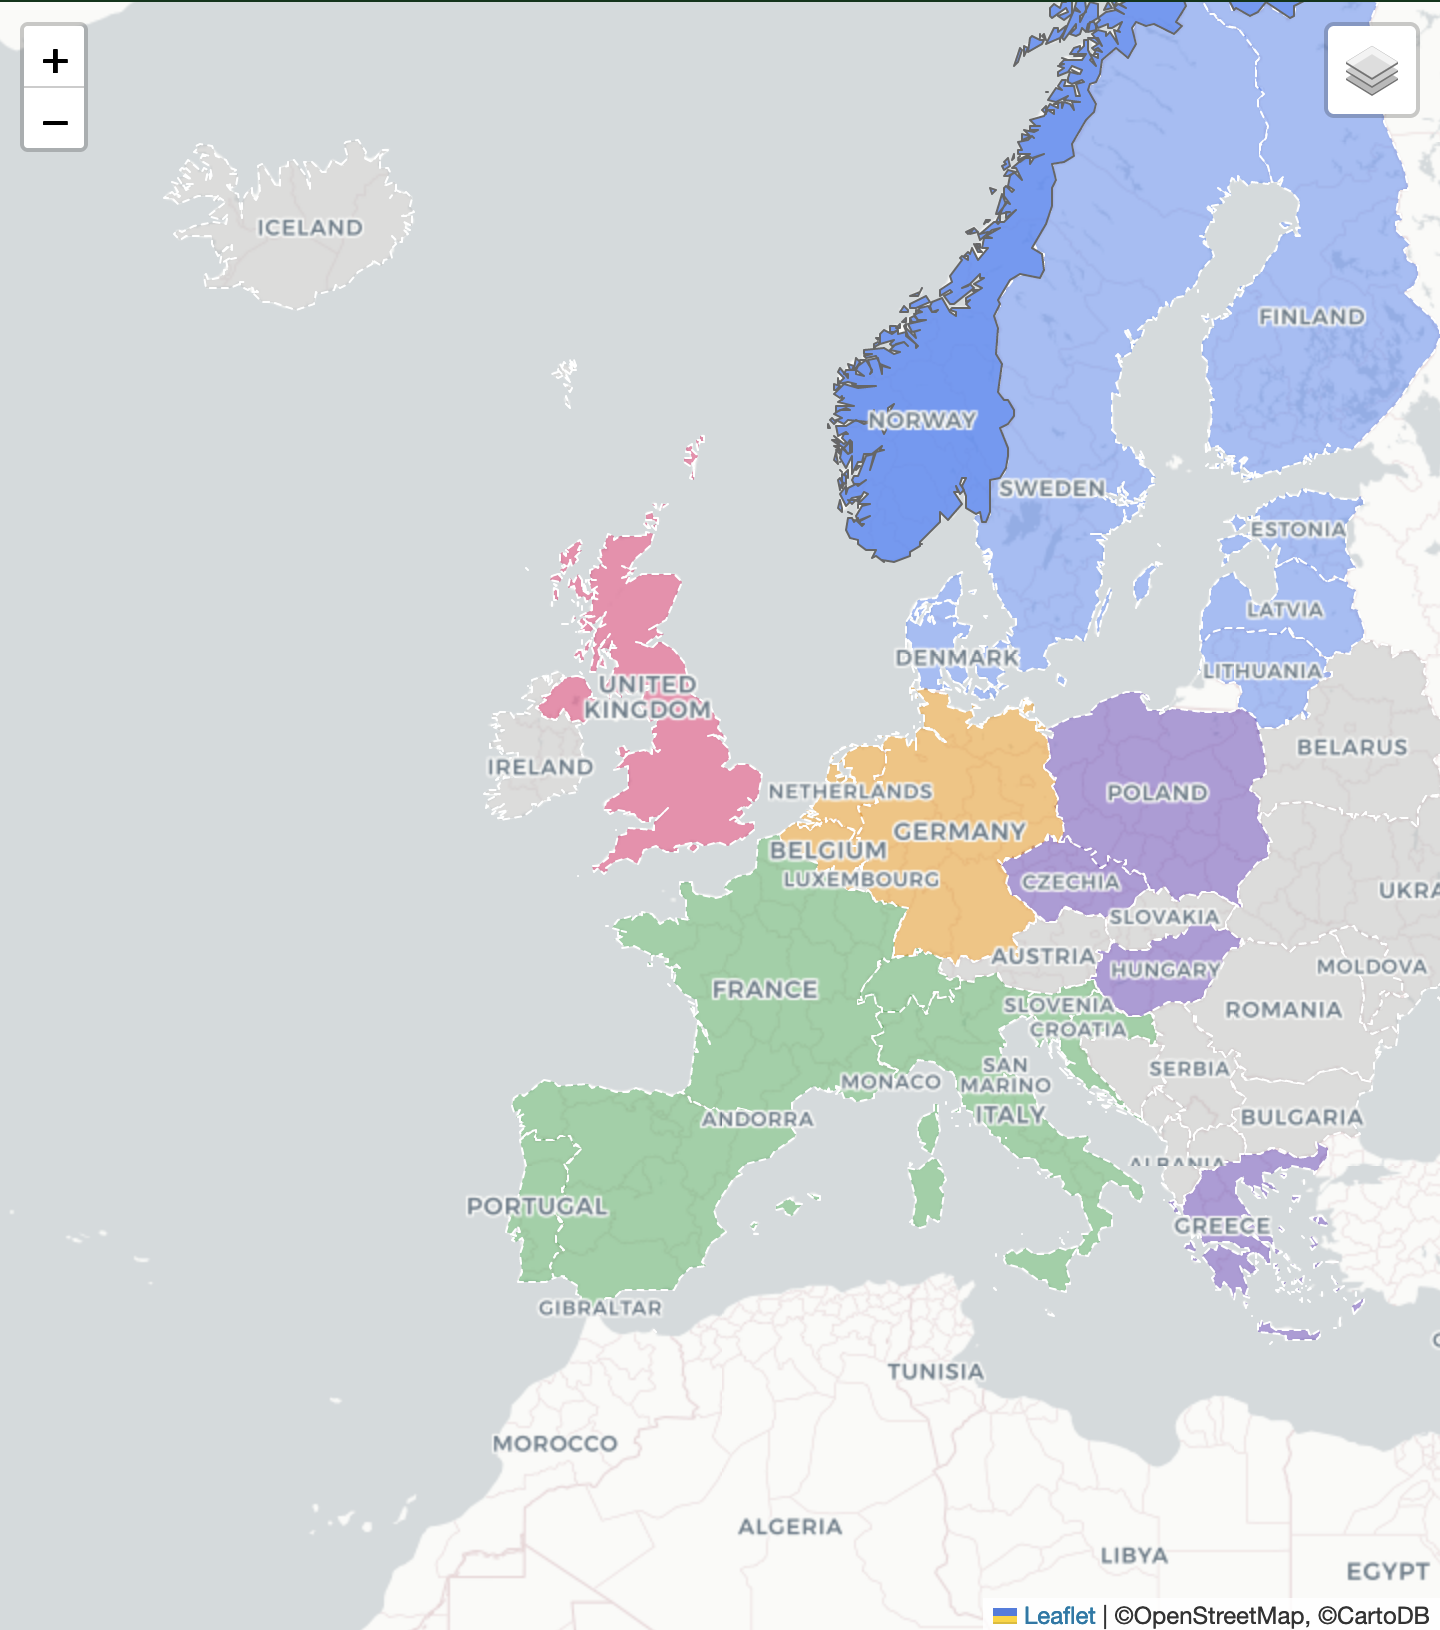 +
−
ICELAND
FINLAND
NORWAY
SWEDEN
ESTONIA
LATVIA
DENMARK
LITHUANIA
UNITED
KINGDOM
BELARUS
IRELAND
NETHERLANDS
POLAND
GERMANY
BELGIUM
LUXEMBOURG
CZECHIA
UKRA
SLOVAKIA
AUSTRIA
HUNGARY
MOLDOVA
FRANCE
SLOVENIA
ROMANIA
CROATIA
SAN
MARINO
SERBIA
MONACO
ITALY
ANDORRA
BULGARIA
ALBANIA
PORTUGAL
GREECE
GIBRALTAR
TUNISIA
MOROCCO
ALGERIA
LIBYA
EGYPT
Leaflet | ©OpenStreetMap, ©CartoDB